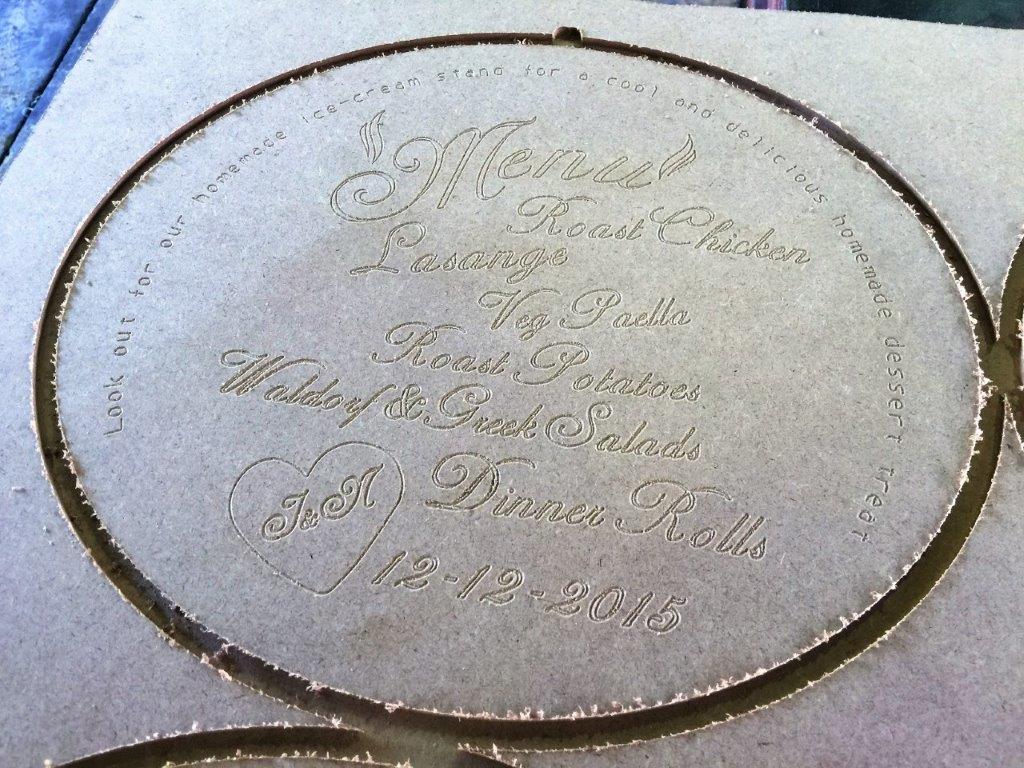 Look out for our homemade ice-cream stand for a cool and delicious homemade dessert treat
Menu
Roast Chicken
Lasange
Veg Paella
Roast Potatoes
Waldorf & Greek Salads
Dinner Rolls
J & A
12-12-2015